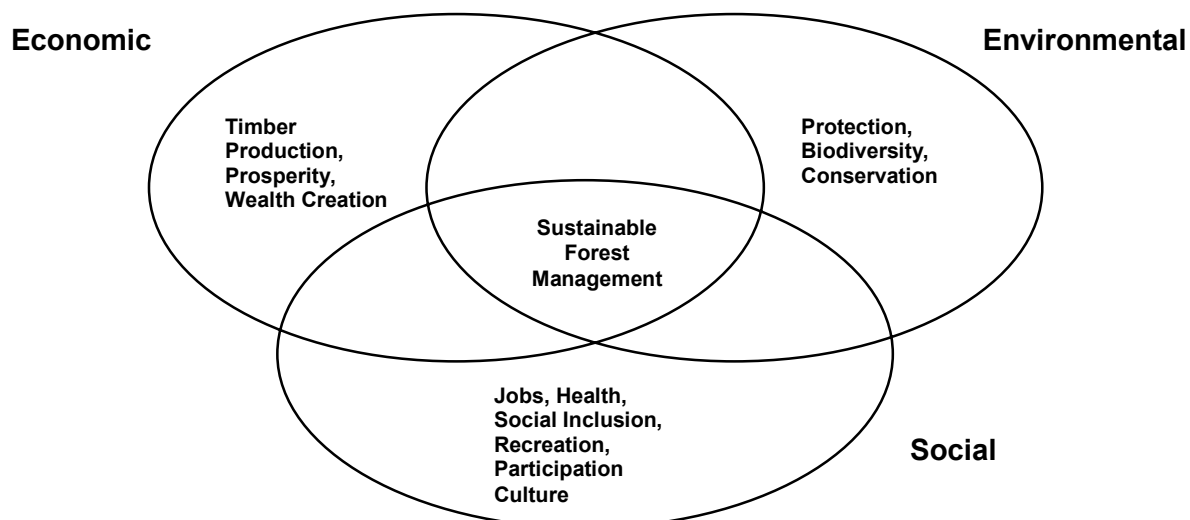 Economic
Environmental
Timber
Production,
Prosperity,
Wealth Creation
Protection,
Biodiversity,
Conservation
Sustainable
Forest
Management
Jobs, Health,
Social Inclusion,
Recreation,
Participation
Culture
Social